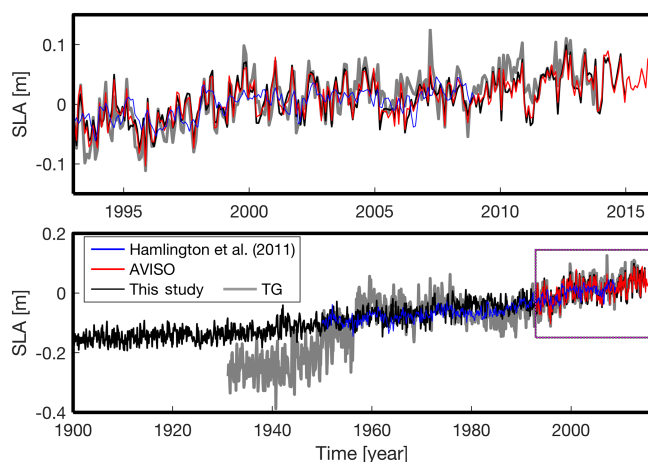 0.1
0
-0.1
SLA [m]
1995 2000 2005 2010 2015
0.2
0
-0.2
-0.4
SLA [m]
Hamlington et al. (2011)
AVISO
This study TG
1900 1920 1940 1960 1980 2000
Time [year]